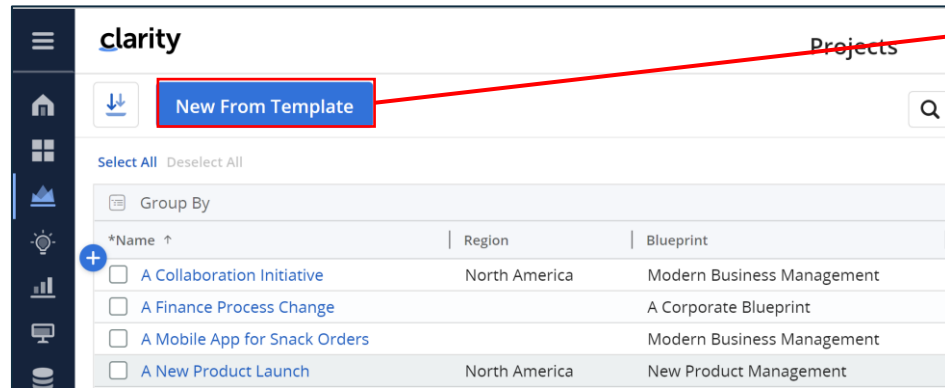 clarity
Projects
New From Template
Select All Deselect All
Group By
*Name ↑ Region Blueprint
A Collaboration Initiative North America Modern Business Management
A Finance Process Change A Corporate Blueprint
A Mobile App for Snack Orders Modern Business Management
A New Product Launch North America New Product Management